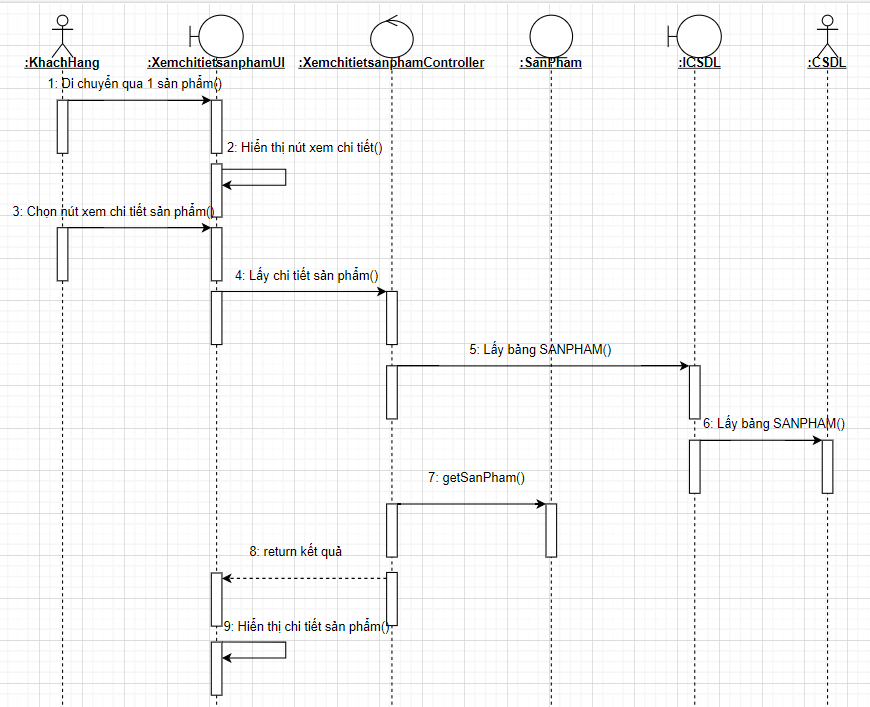 :KhachHang
:XemchitietsanphamUI
:XemchitietsanphamController
:SanPham
:ICSDL
:CSDL
1: Di chuyển qua 1 sản phẩm()
2: Hiển thị nút xem chi tiết()
3: Chọn nút xem chi tiết sản phẩm()
4: Lấy chi tiết sản phẩm()
5: Lấy bảng SANPHAM()
6: Lấy bảng SANPHAM()
7: getSanPham()
8: return kết quả
9: Hiển thị chi tiết sản phẩm()